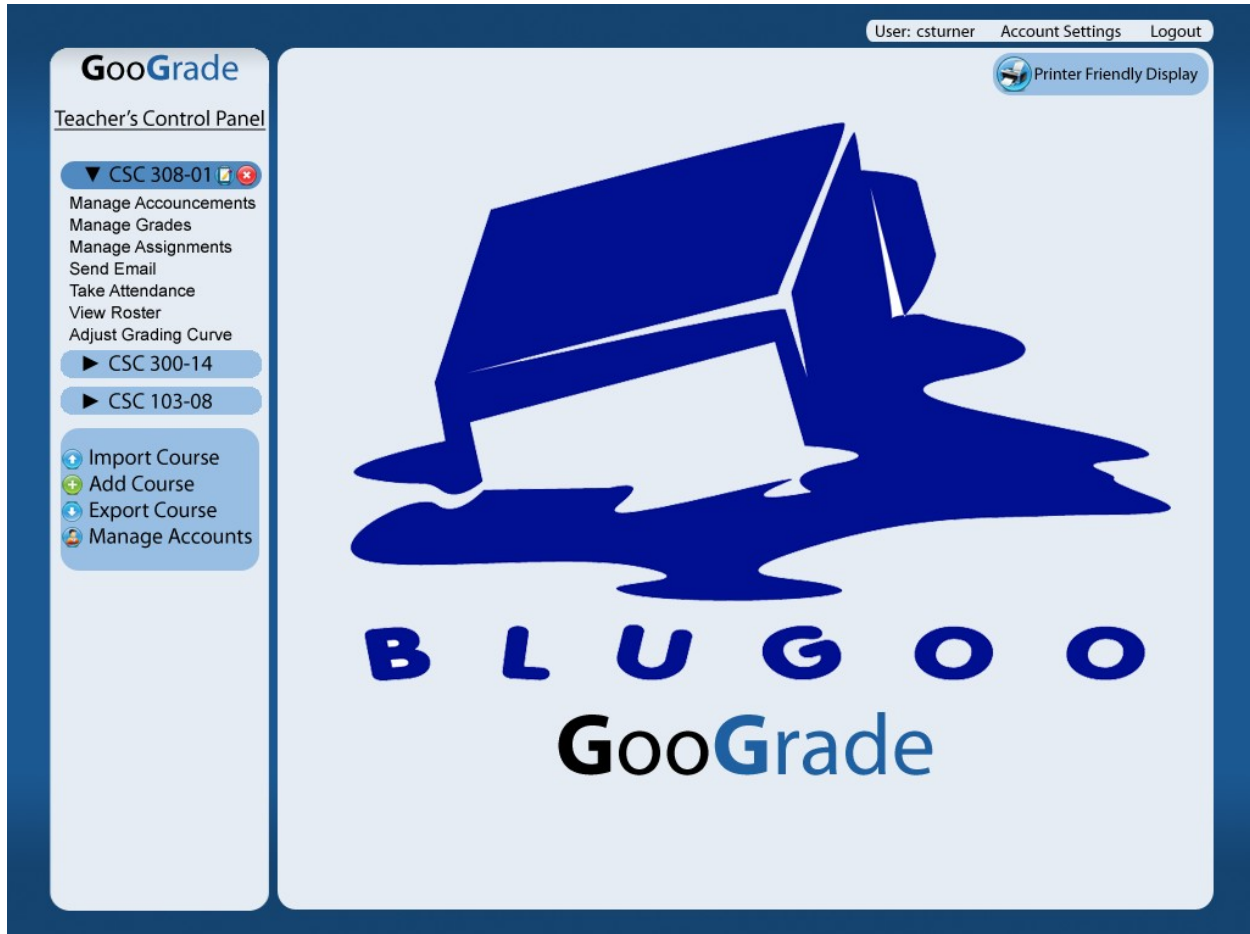 User: csturner Account Settings Logout
GooGrade
Printer Friendly Display
Teacher's Control Panel
▼ CSC 308-01
Manage Accouncements
Manage Grades
Manage Assignments
Send Email
Take Attendance
View Roster
Adjust Grading Curve
► CSC 300-14
► CSC 103-08
Import Course
Add Course
Export Course
Manage Accounts
BLUGOO
GooGrade